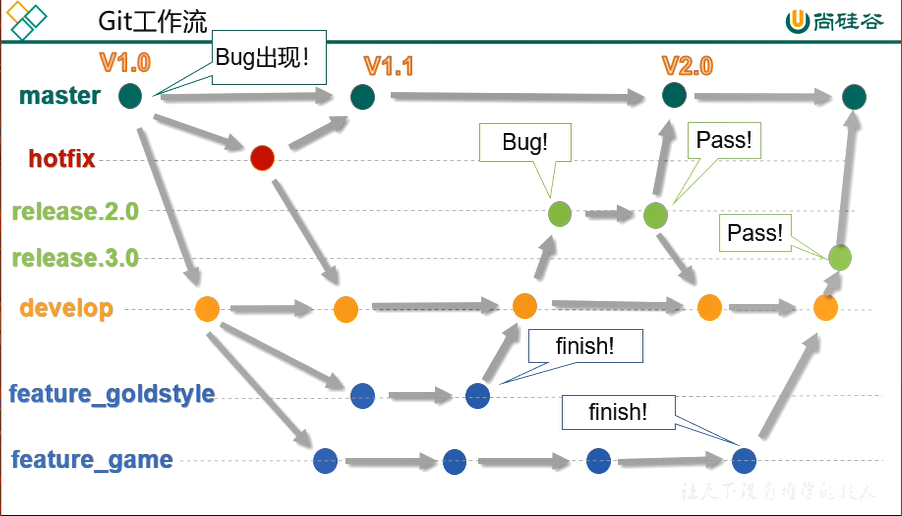 Git工作流
尚硅谷
V1.0
Bug出现！
V1.1
V2.0
master
hotfix
Bug!
Pass!
release.2.0
Pass!
release.3.0
develop
finish!
feature_goldstyle
finish!
feature_game
让天下没有难学的技术